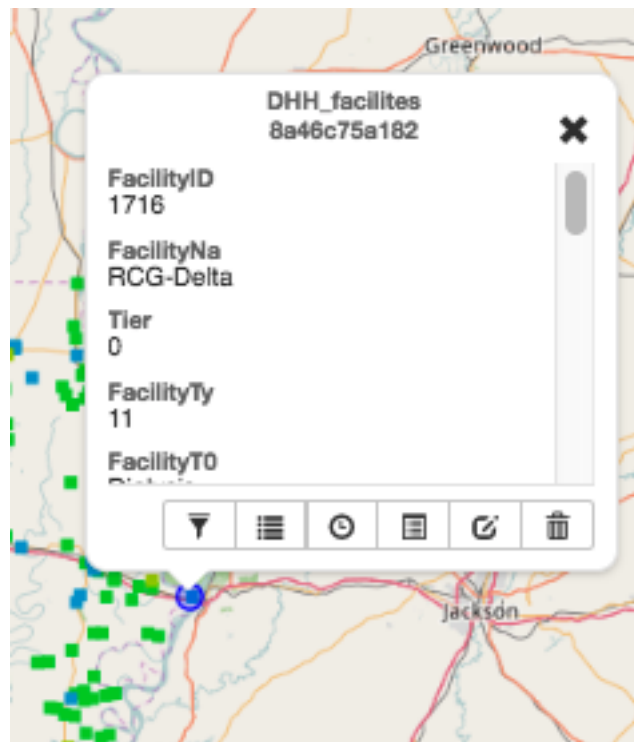 Greenwood
DHH_facilites
8a46c75a182
FacilityID
1716
FacilityNa
RCG-Delta
Tier
0
FacilityTy
11
FacilityT0
Jackson